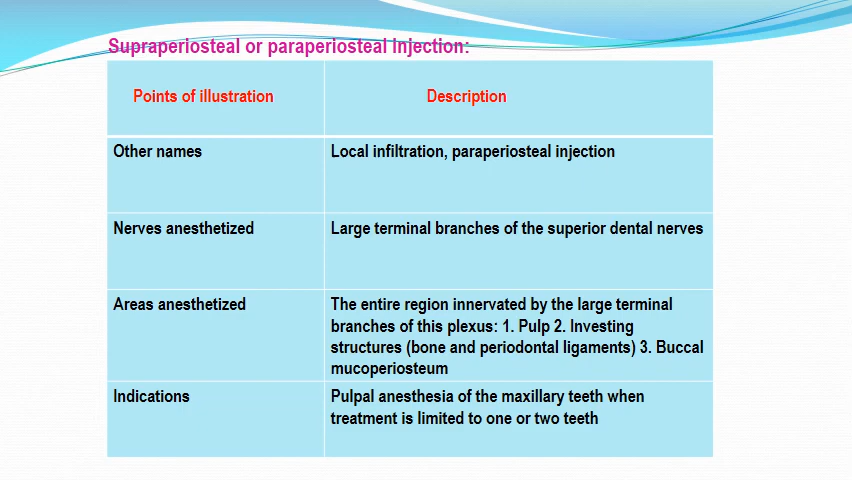 Supraperiosteal or paraperiosteal Injection:
Points of illustration
Description
Other names
Local infiltration, paraperiosteal injection
Nerves anesthetized
Large terminal branches of the superior dental nerves
Areas anesthetized
The entire region innervated by the large terminal
branches of this plexus: 1. Pulp 2. Investing
structures (bone and periodontal ligaments) 3. Buccal
mucoperiosteum
Indications
Pulpal anesthesia of the maxillary teeth when
treatment is limited to one or two teeth